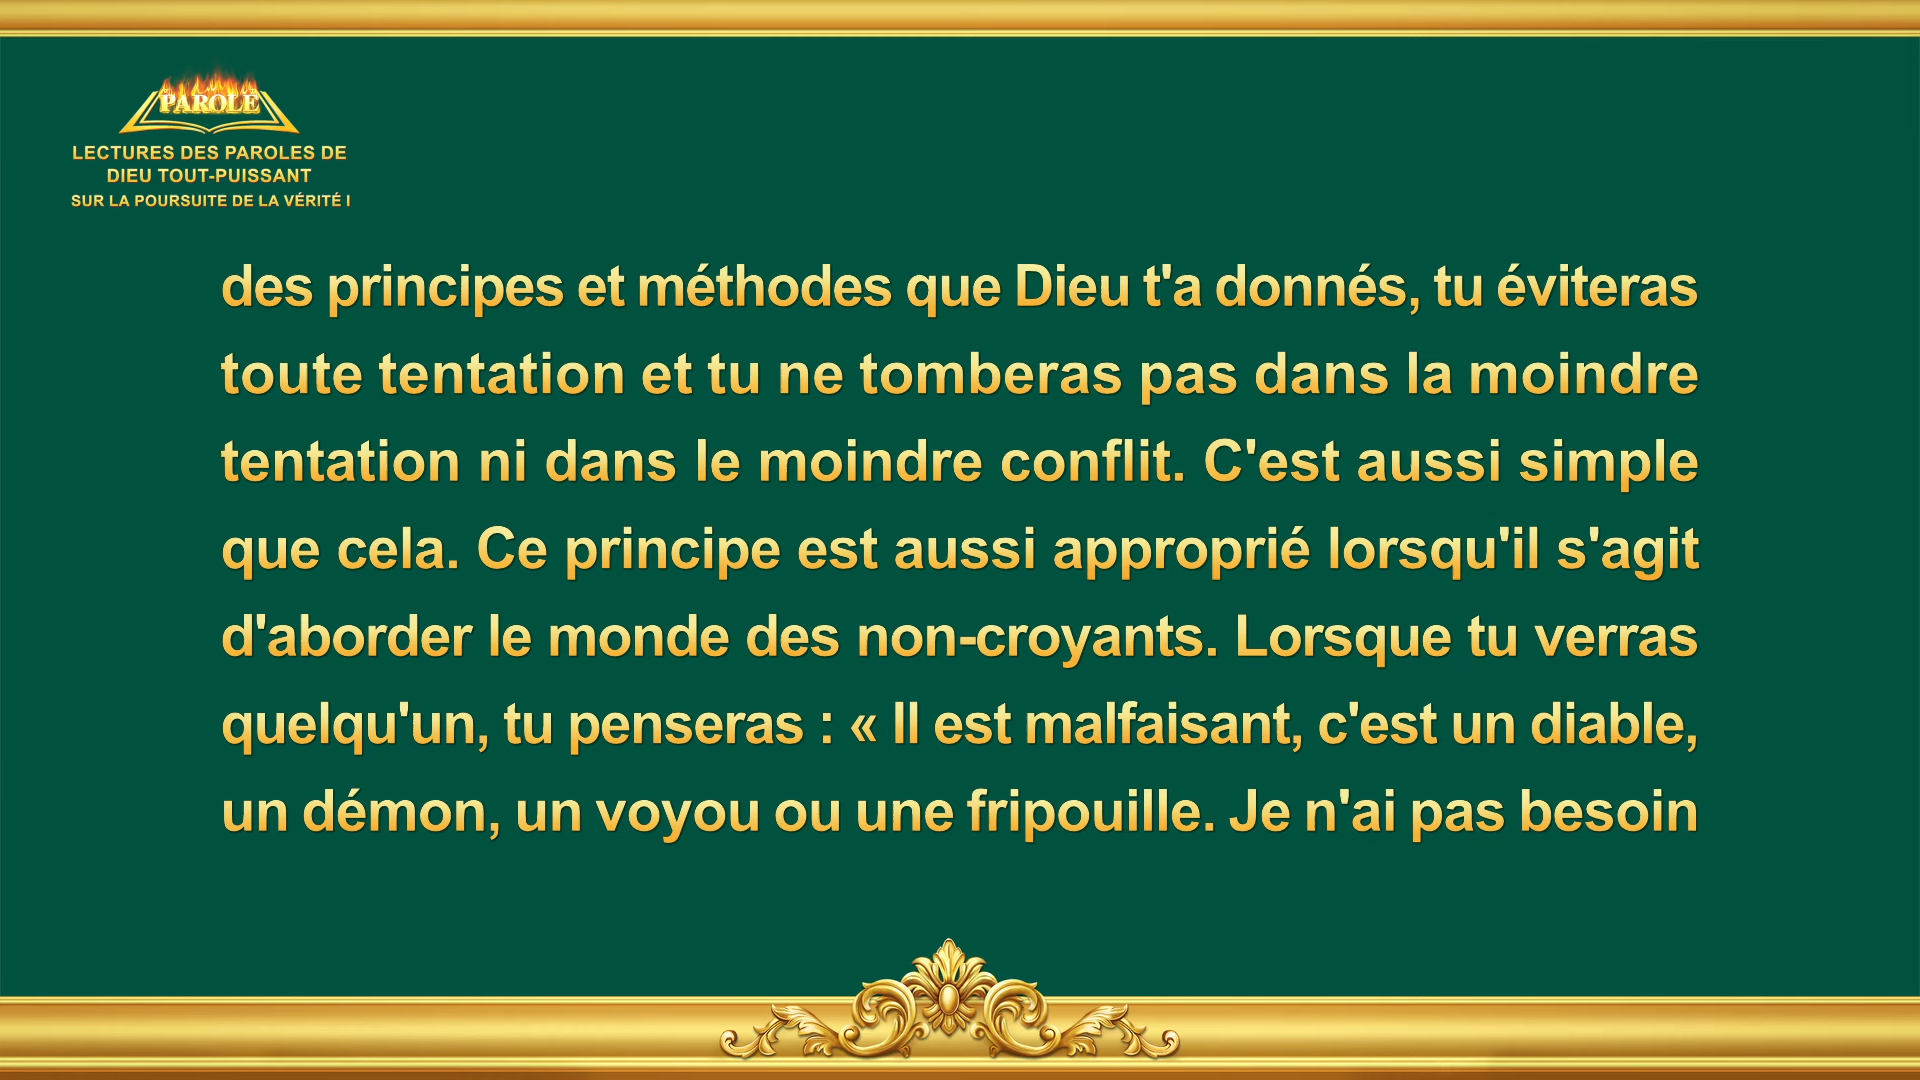 PAROLE
LECTURES DES PAROLES DE
DIEU TOUT-PUISSANT
SUR LA POURSUITE DE LA VÉRITÉ I
des principes et méthodes que Dieu t'a donnés, tu éviteras
toute tentation et tu ne tomberas pas dans la moindre
tentation ni dans le moindre conflit. C'est aussi simple
que cela. Ce principe est aussi approprié lorsqu'il s'agit
d'aborder le monde des non-croyants. Lorsque tu verras
quelqu'un, tu penseras : « Il est malfaisant, c'est un diable,
un démon, un voyou ou une fripouille. Je n'ai pas besoin